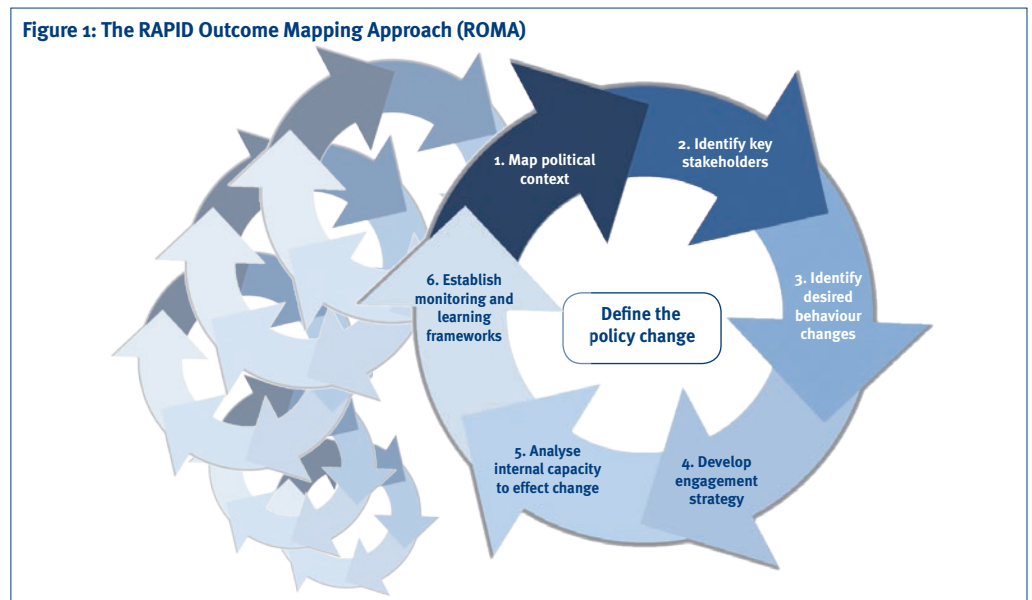 Figure 1: The RAPID Outcome Mapping Approach (ROMA)
1. Map political
context
2. Identify key
stakeholders
3. Identify
desired
behaviour
changes
4. Develop
engagement
strategy
5. Analyse
internal capacity
to effect change
6. Establish
monitoring and
learning
frameworks
Define the
policy change